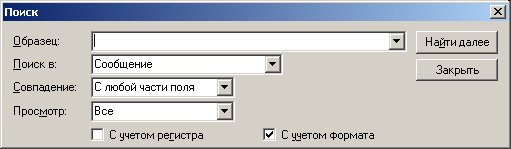 Поиск
Образец:
Найти далее
Поиск в: Сообщение
Закрыть
Совпадение: С любой части поля
Просмотр: Все
С учетом регистра С учетом формата